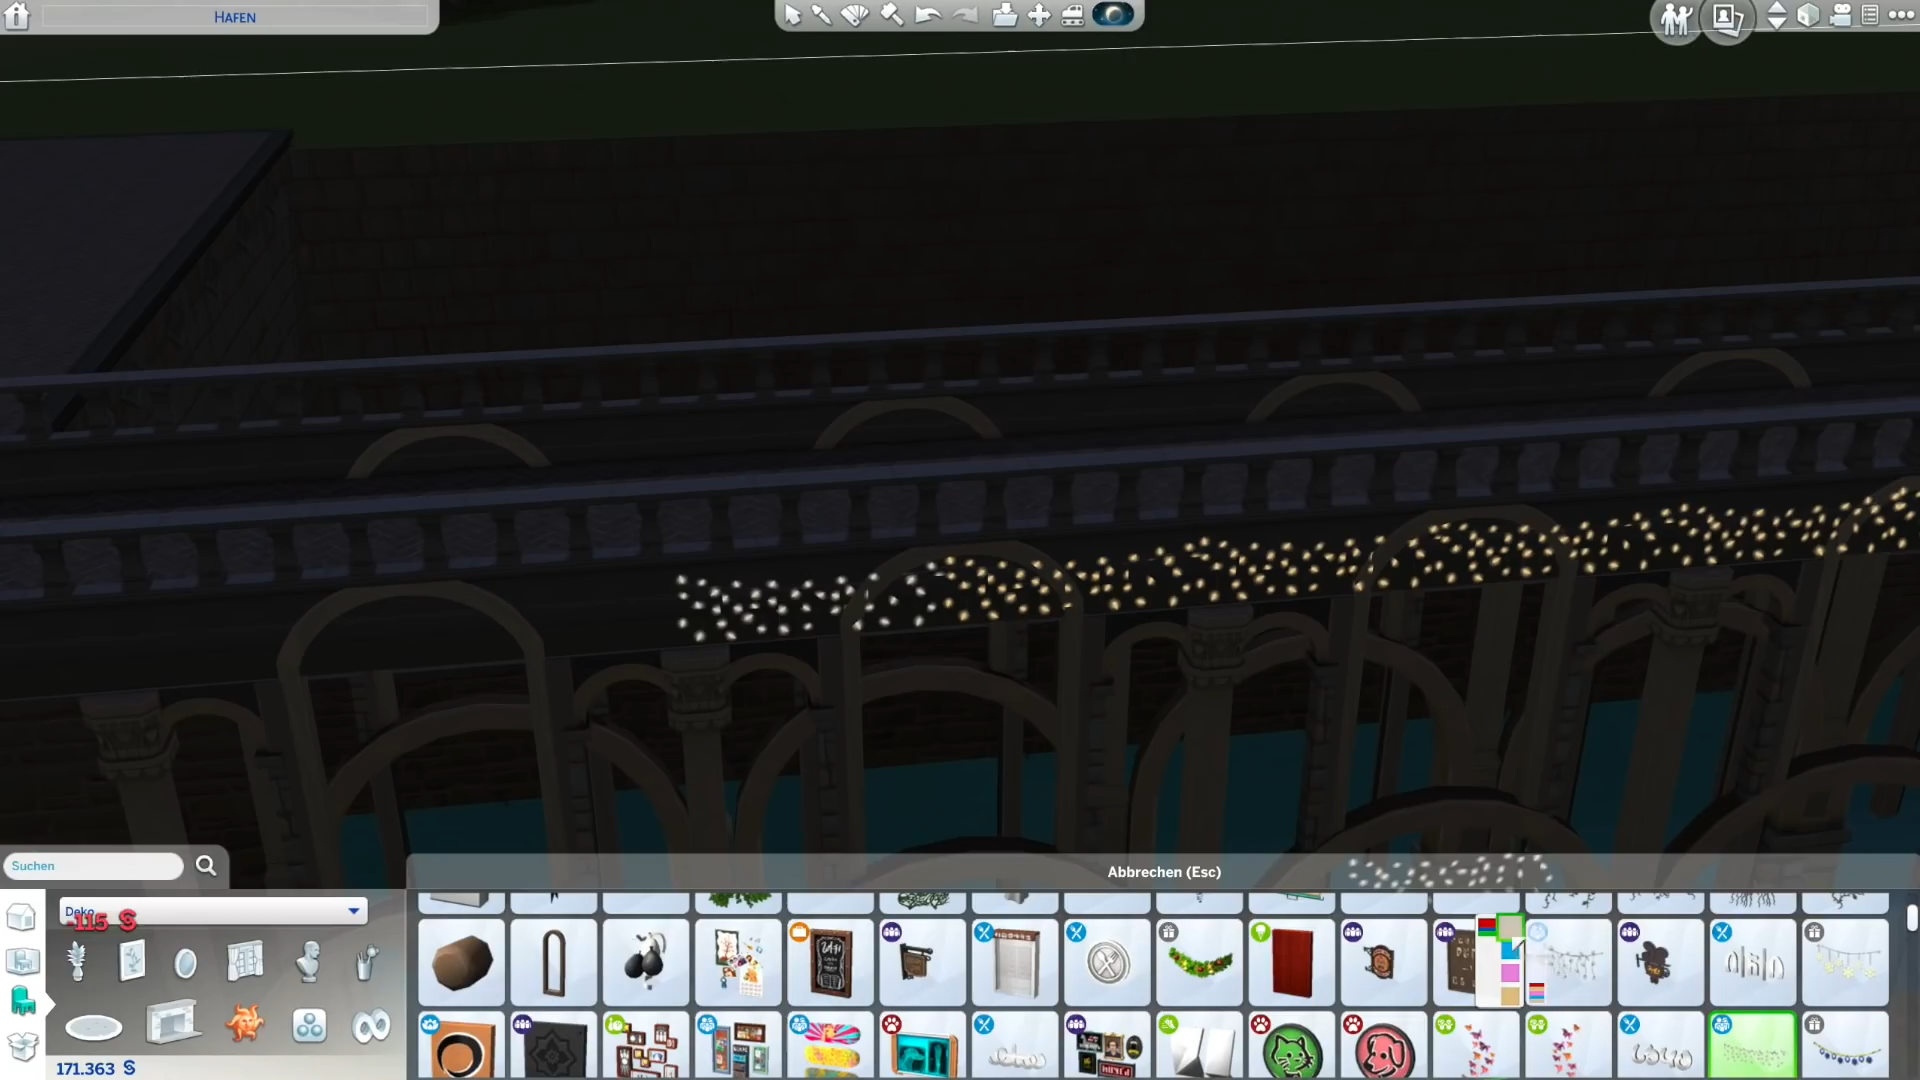 HAFEN
Suchen
Abbrechen (Esc)
Deko
-115 §
171.363 §